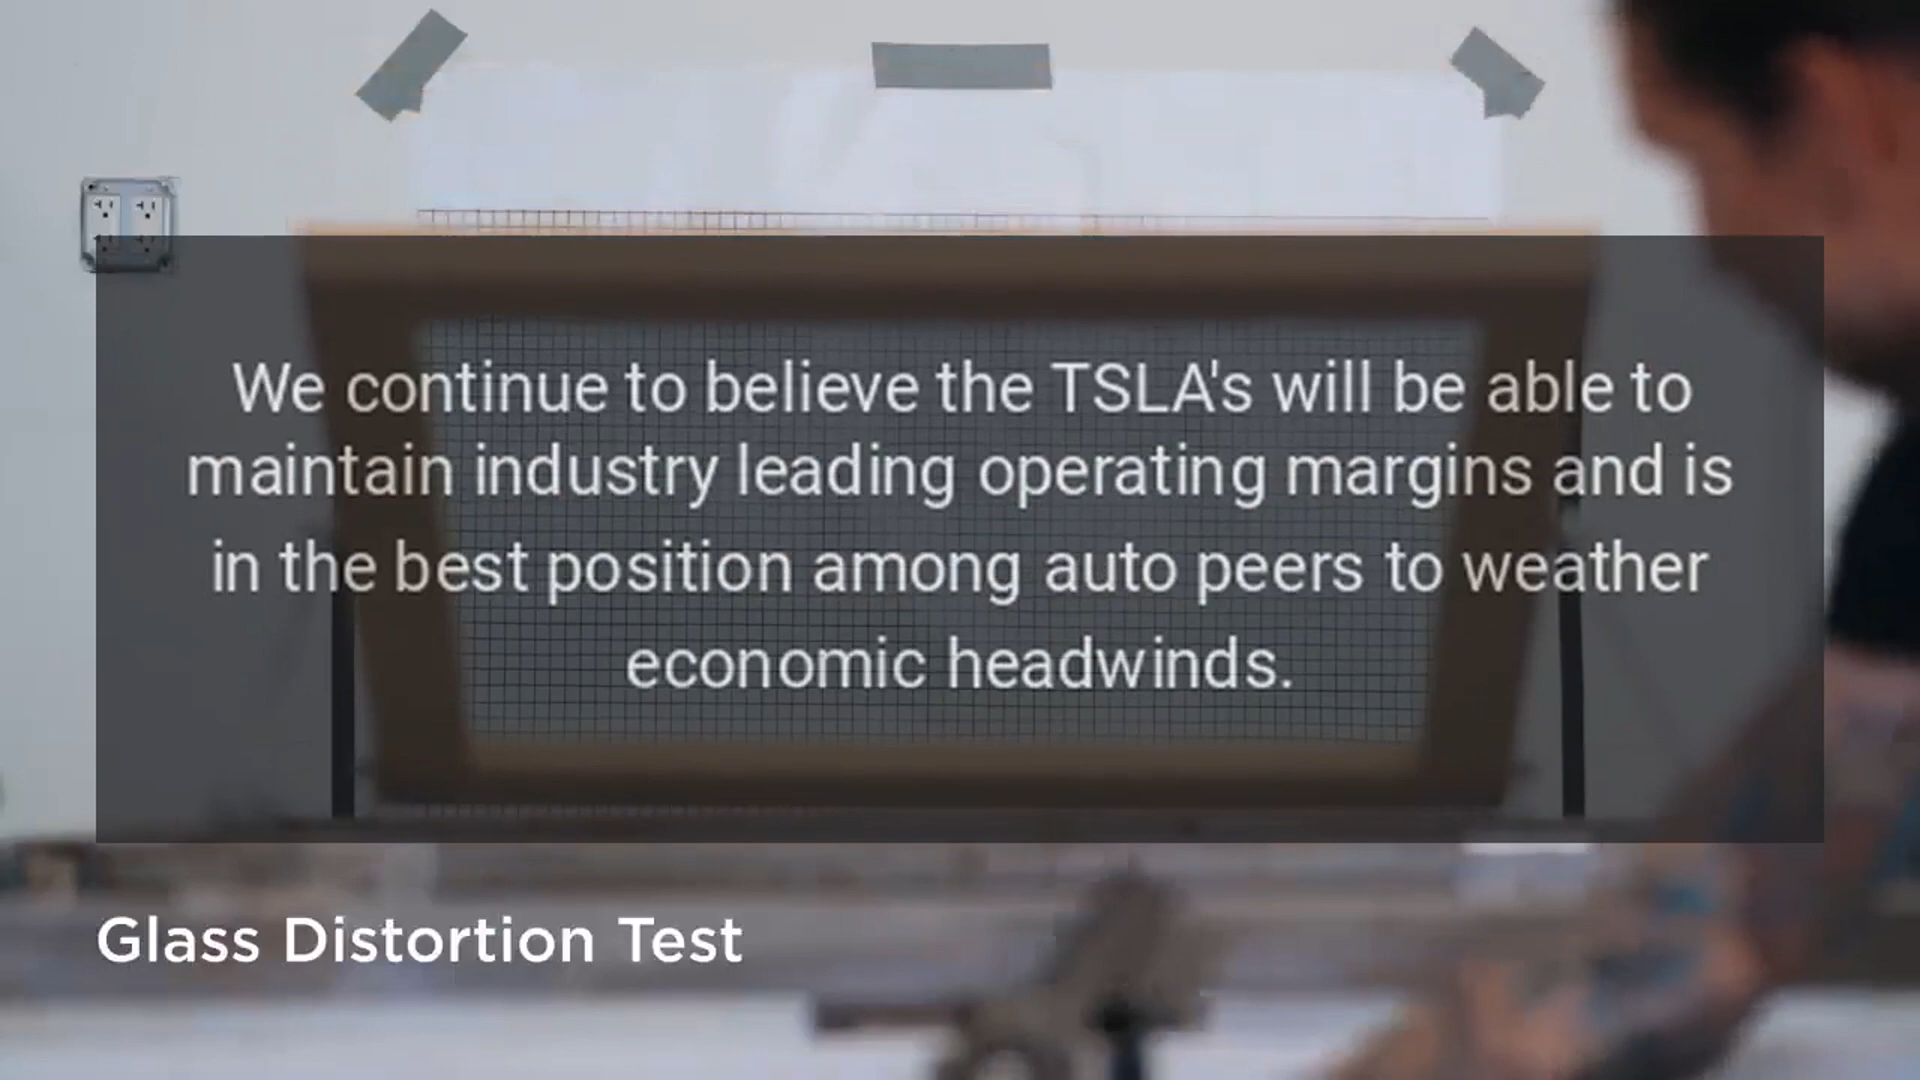 We continue to believe the TSLA's will be able to
maintain industry leading operating margins and is
in the best position among auto peers to weather
economic headwinds.
Glass Distortion Test